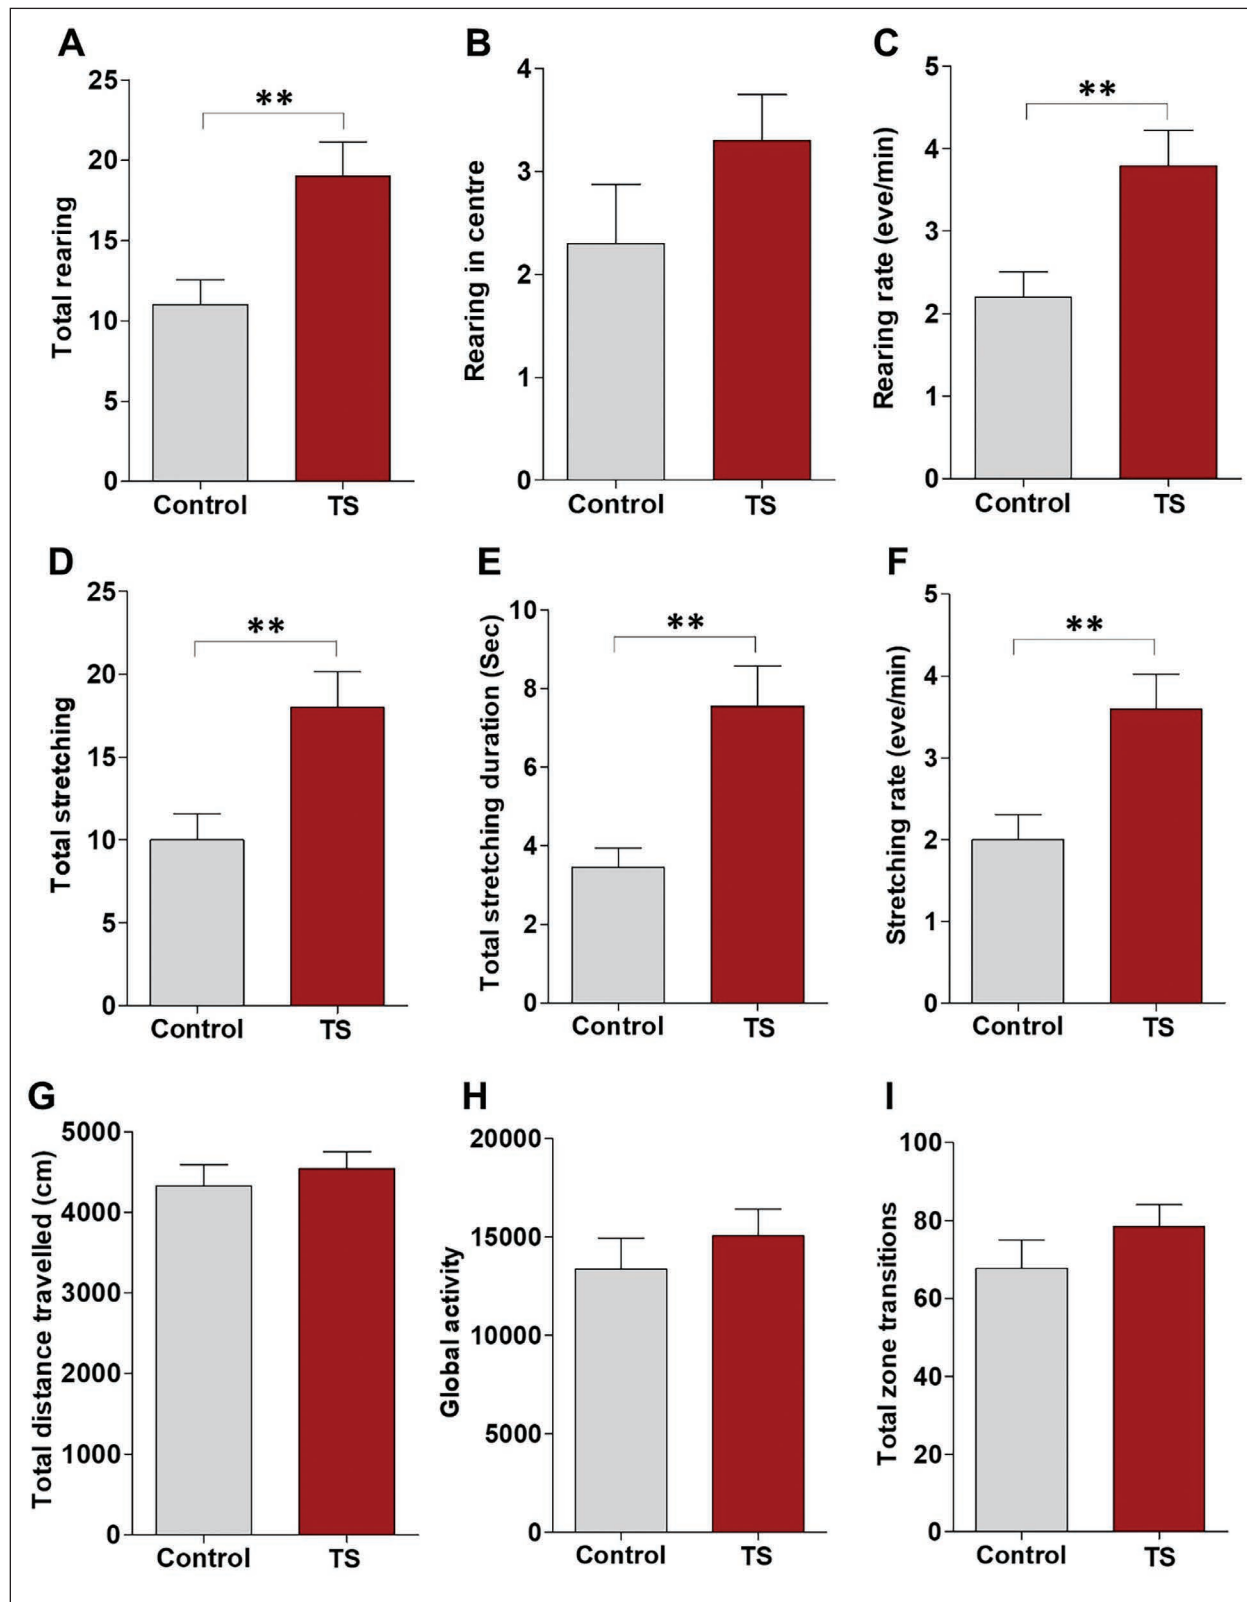 A
Total rearing
25
20
15
10
5
0
**
Control TS
B
Rearing in centre
4
3
2
1
0
Control TS
C
Rearing rate (eve/min)
5
4
3
2
1
0
**
Control TS
D
Total stretching
25
20
15
10
5
0
**
Control TS
E
Total stretching duration (Sec)
10
8
6
4
2
0
**
Control TS
F
Stretching rate (eve/min)
5
4
3
2
1
0
**
Control TS
G
Total distance travelled (cm)
5000
4000
3000
2000
1000
0
Control TS
H
Global activity
20000
15000
10000
5000
0
Control TS
I
Total zone transitions
100
80
60
40
20
0
Control TS